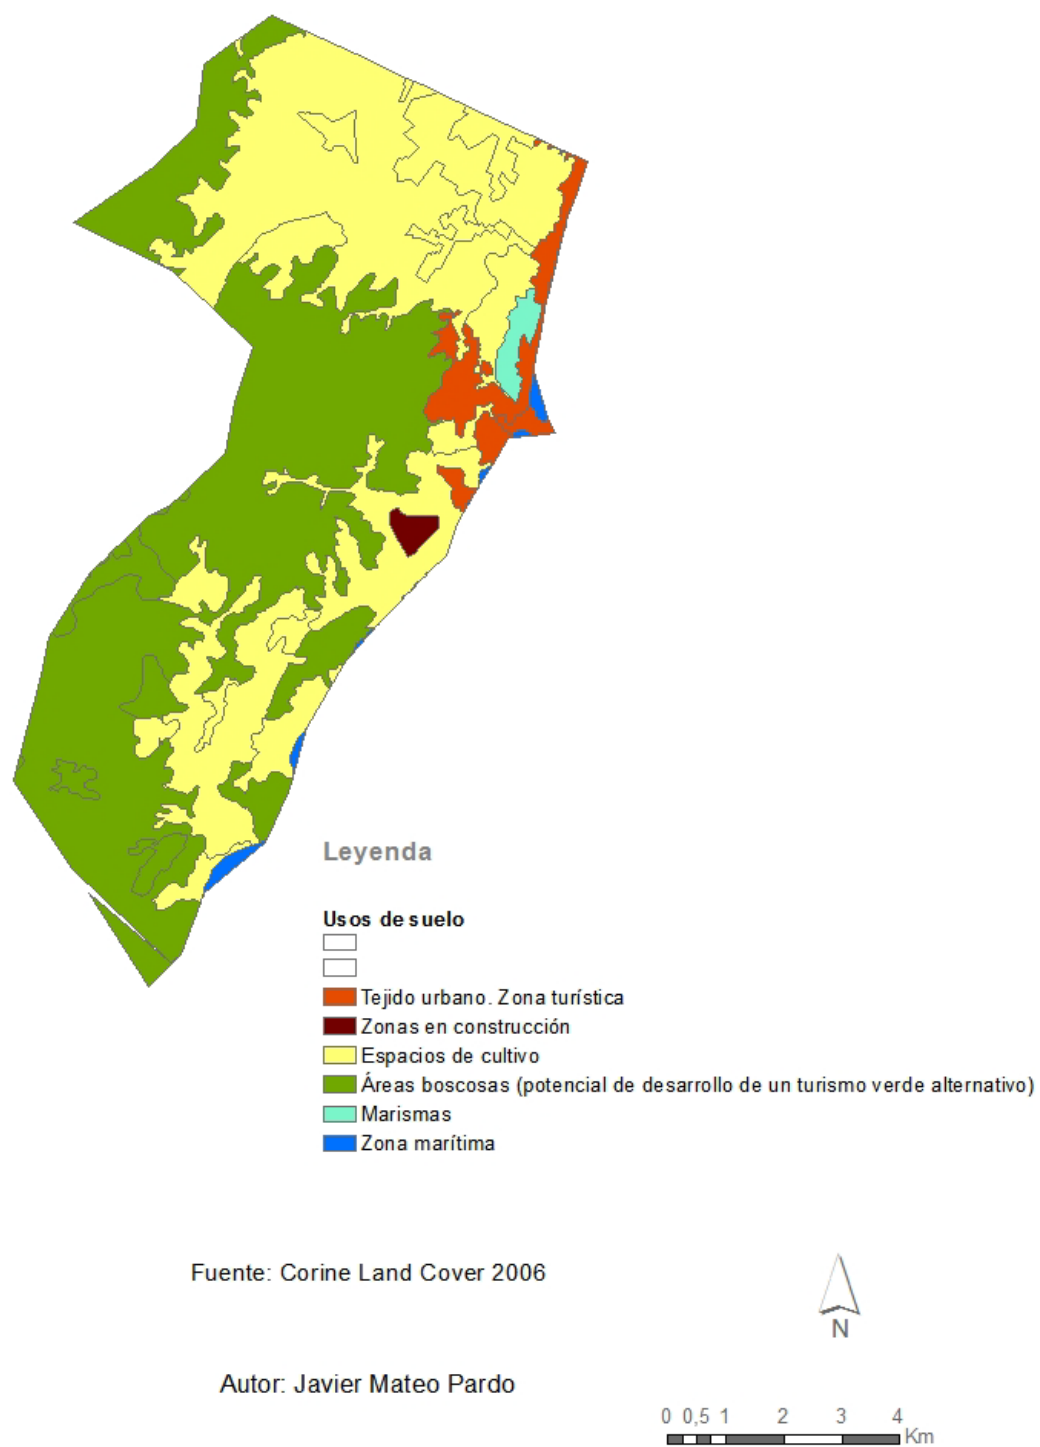 Leyenda
Usos de suelo
Tejido urbano. Zona turística
Zonas en construcción
Espacios de cultivo
Áreas boscosas (potencial de desarrollo de un turismo verde alternativo)
Marismas
Zona marítima
Fuente: Corine Land Cover 2006
N
Autor: Javier Mateo Pardo
0 0,5 1 2 3 4
Km